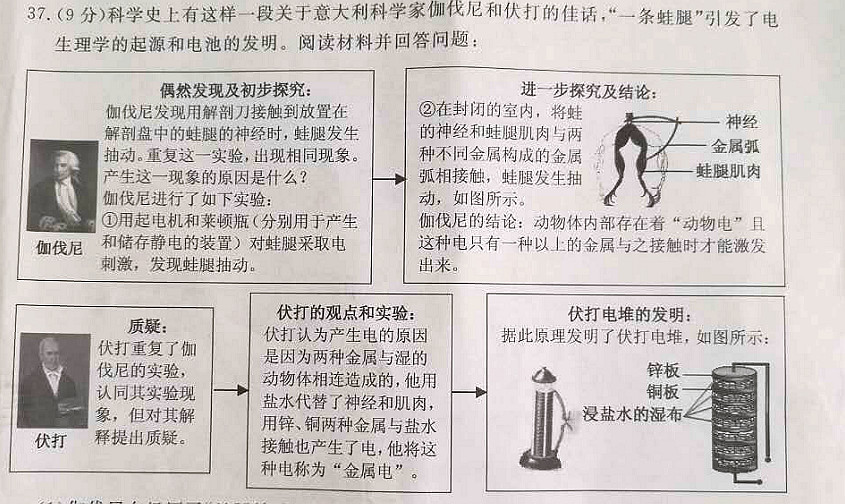 37.(9 分)科学史上有这样一段关于意大利科学家伽伐尼和伏打的佳话,“一条蛙腿”引发了电
生理学的起源和电池的发明。阅读材料并回答问题：
偶然发现及初步探究：
伽伐尼发现用解剖刀接触到放置在
解剖盘中的蛙腿的神经时，蛙腿发生
抽动。重复这一实验，出现相同现象。
产生这一现象的原因是什么？
伽伐尼进行了如下实验：
①用起电机和莱顿瓶(分别用于产生
和储存静电的装置）对蛙腿采取电
刺激，发现蛙腿抽动。
伽伐尼
进一步探究及结论：
②在封闭的室内，将蛙
的神经和蛙腿肌肉与两
种不同金属构成的金属
弧相接触，蛙腿发生抽
动，如图所示。
伽伐尼的结论：动物体内部存在着“动物电”且
这种电只有一种以上的金属与之接触时才能激发
出来。
神经
金属弧
蛙腿肌肉
质疑：
伏打重复了伽
伐尼的实验，
认同其实验现
象，但对其解
释提出质疑。
伏打
伏打的观点和实验：
伏打认为产生电的原因
是因为两种金属与湿的
动物体相连造成的，他用
盐水代替了神经和肌肉，
用锌、铜两种金属与盐水
接触也产生了电，他将这
种电称为“金属电”。
伏打电堆的发明：
据此原理发明了伏打电堆，如图所示：
锌板
铜板
浸盐水的湿布